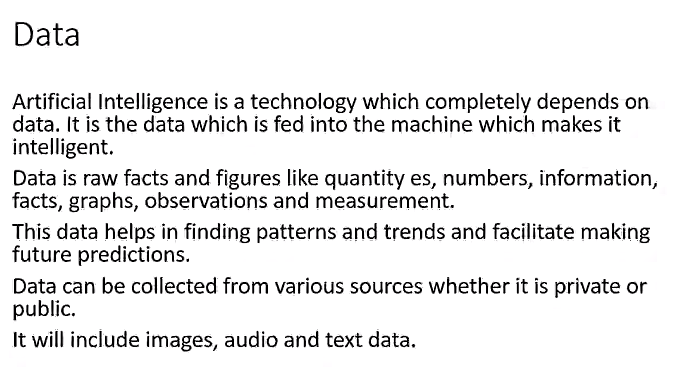 Data
Artificial Intelligence is a technology which completely depends on
data. It is the data which is fed into the machine which makes it
intelligent.
Data is raw facts and figures like quantity es, numbers, information,
facts, graphs, observations and measurement.
This data helps in finding patterns and trends and facilitate making
future predictions.
Data can be collected from various sources whether it is private or
public.
It will include images, audio and text data.